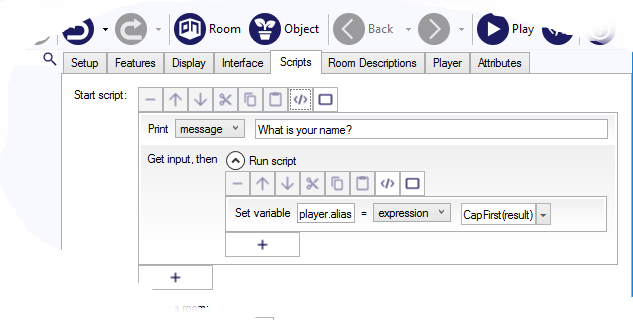 Room Object Back Play
Setup Features Display Interface Scripts Room Descriptions Player Attributes
Start script:
Print message What is your name?
Get input, then Run script
Set variable player.alias = expression CapFirst(result)
a room: